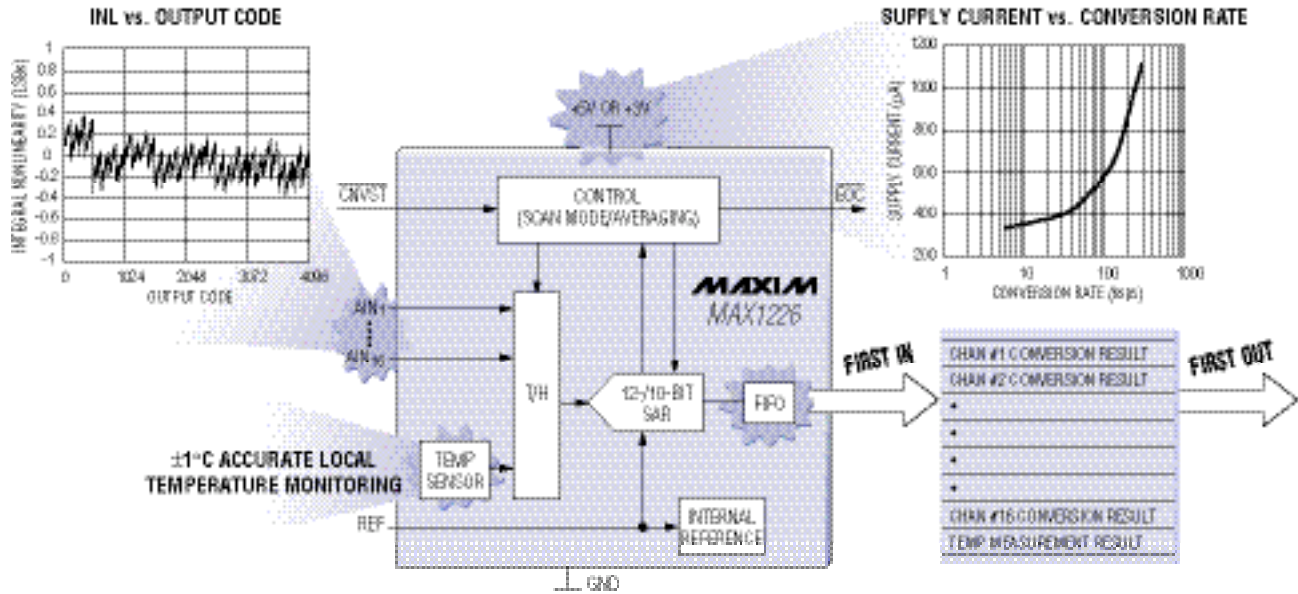 INL vs. OUTPUT CODE
INTEGRAL NONLINEARITY (LSBs)
1
0.8
0.6
0.4
0.2
0
-0.2
-0.4
-0.6
-0.8
-1
0
1024
2048
3072
4096
OUTPUT CODE
SUPPLY CURRENT vs. CONVERSION RATE
SUPPLY CURRENT (µA)
1200
1000
800
600
400
200
1
10
100
1000
CONVERSION RATE (ksps)
+5V OR +3V
CNVST
CONTROL
(SCAN MODE/AVERAGING)
EOC
MAXIM
MAX1226
AIN1
AIN16
T/H
12-/10-BIT
SAR
FIFO
FIRST IN
CHAN #1 CONVERSION RESULT
CHAN #2 CONVERSION RESULT
•
•
•
•
CHAN #16 CONVERSION RESULT
TEMP MEASUREMENT RESULT
FIRST OUT
±1°C ACCURATE LOCAL
TEMPERATURE MONITORING
TEMP
SENSOR
REF
INTERNAL
REFERENCE
GND